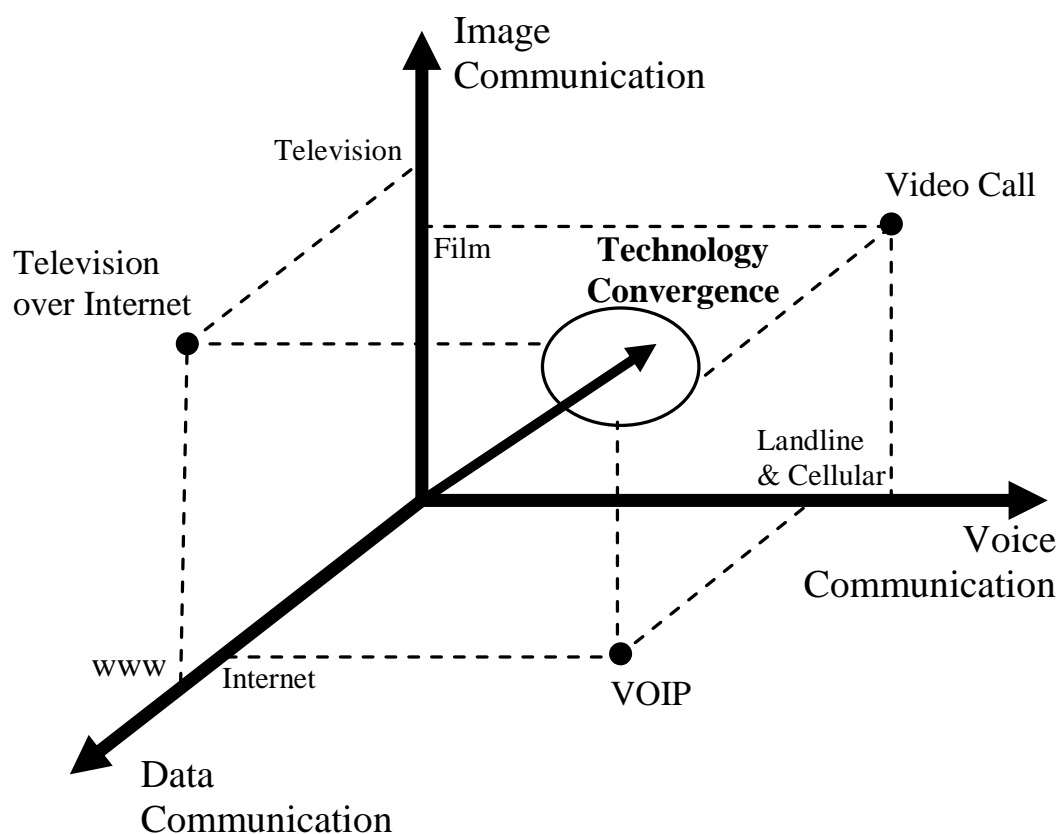 Image
Communication
Television
Video Call
Film
Technology
Convergence
Television
over Internet
Landline
& Cellular
Voice
Communication
www
Internet
VOIP
Data
Communication